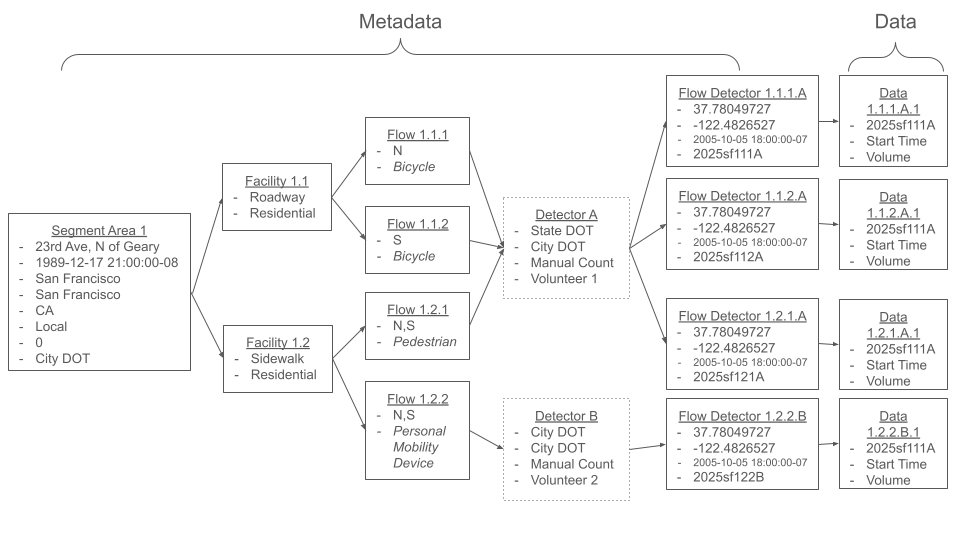 Metadata
Data
Segment Area 1
- 23rd Ave, N of Geary
- 1989-12-17 21:00:00-08
- San Francisco
- San Francisco
- CA
- Local
- 0
- City DOT
Facility 1.1
- Roadway
- Residential
Facility 1.2
- Sidewalk
- Residential
Flow 1.1.1
- N
- Bicycle
Flow 1.1.2
- S
- Bicycle
Flow 1.2.1
- N,S
- Pedestrian
Flow 1.2.2
- N,S
- Personal
Mobility
Device
Detector A
- State DOT
- City DOT
- Manual Count
- Volunteer 1
Detector B
- City DOT
- City DOT
- Manual Count
- Volunteer 2
Flow Detector 1.1.1.A
- 37.78049727
- -122.4826527
- 2005-10-05 18:00:00-07
- 2025sf111A
Flow Detector 1.1.2.A
- 37.78049727
- -122.4826527
- 2005-10-05 18:00:00-07
- 2025sf112A
Flow Detector 1.2.1.A
- 37.78049727
- -122.4826527
- 2005-10-05 18:00:00-07
- 2025sf121A
Flow Detector 1.2.2.B
- 37.78049727
- -122.4826527
- 2005-10-05 18:00:00-07
- 2025sf122B
Data
1.1.1.A.1
- 2025sf111A
- Start Time
- Volume
Data
1.1.2.A.1
- 2025sf111A
- Start Time
- Volume
Data
1.2.1.A.1
- 2025sf111A
- Start Time
- Volume
Data
1.2.2.B.1
- 2025sf111A
- Start Time
- Volume